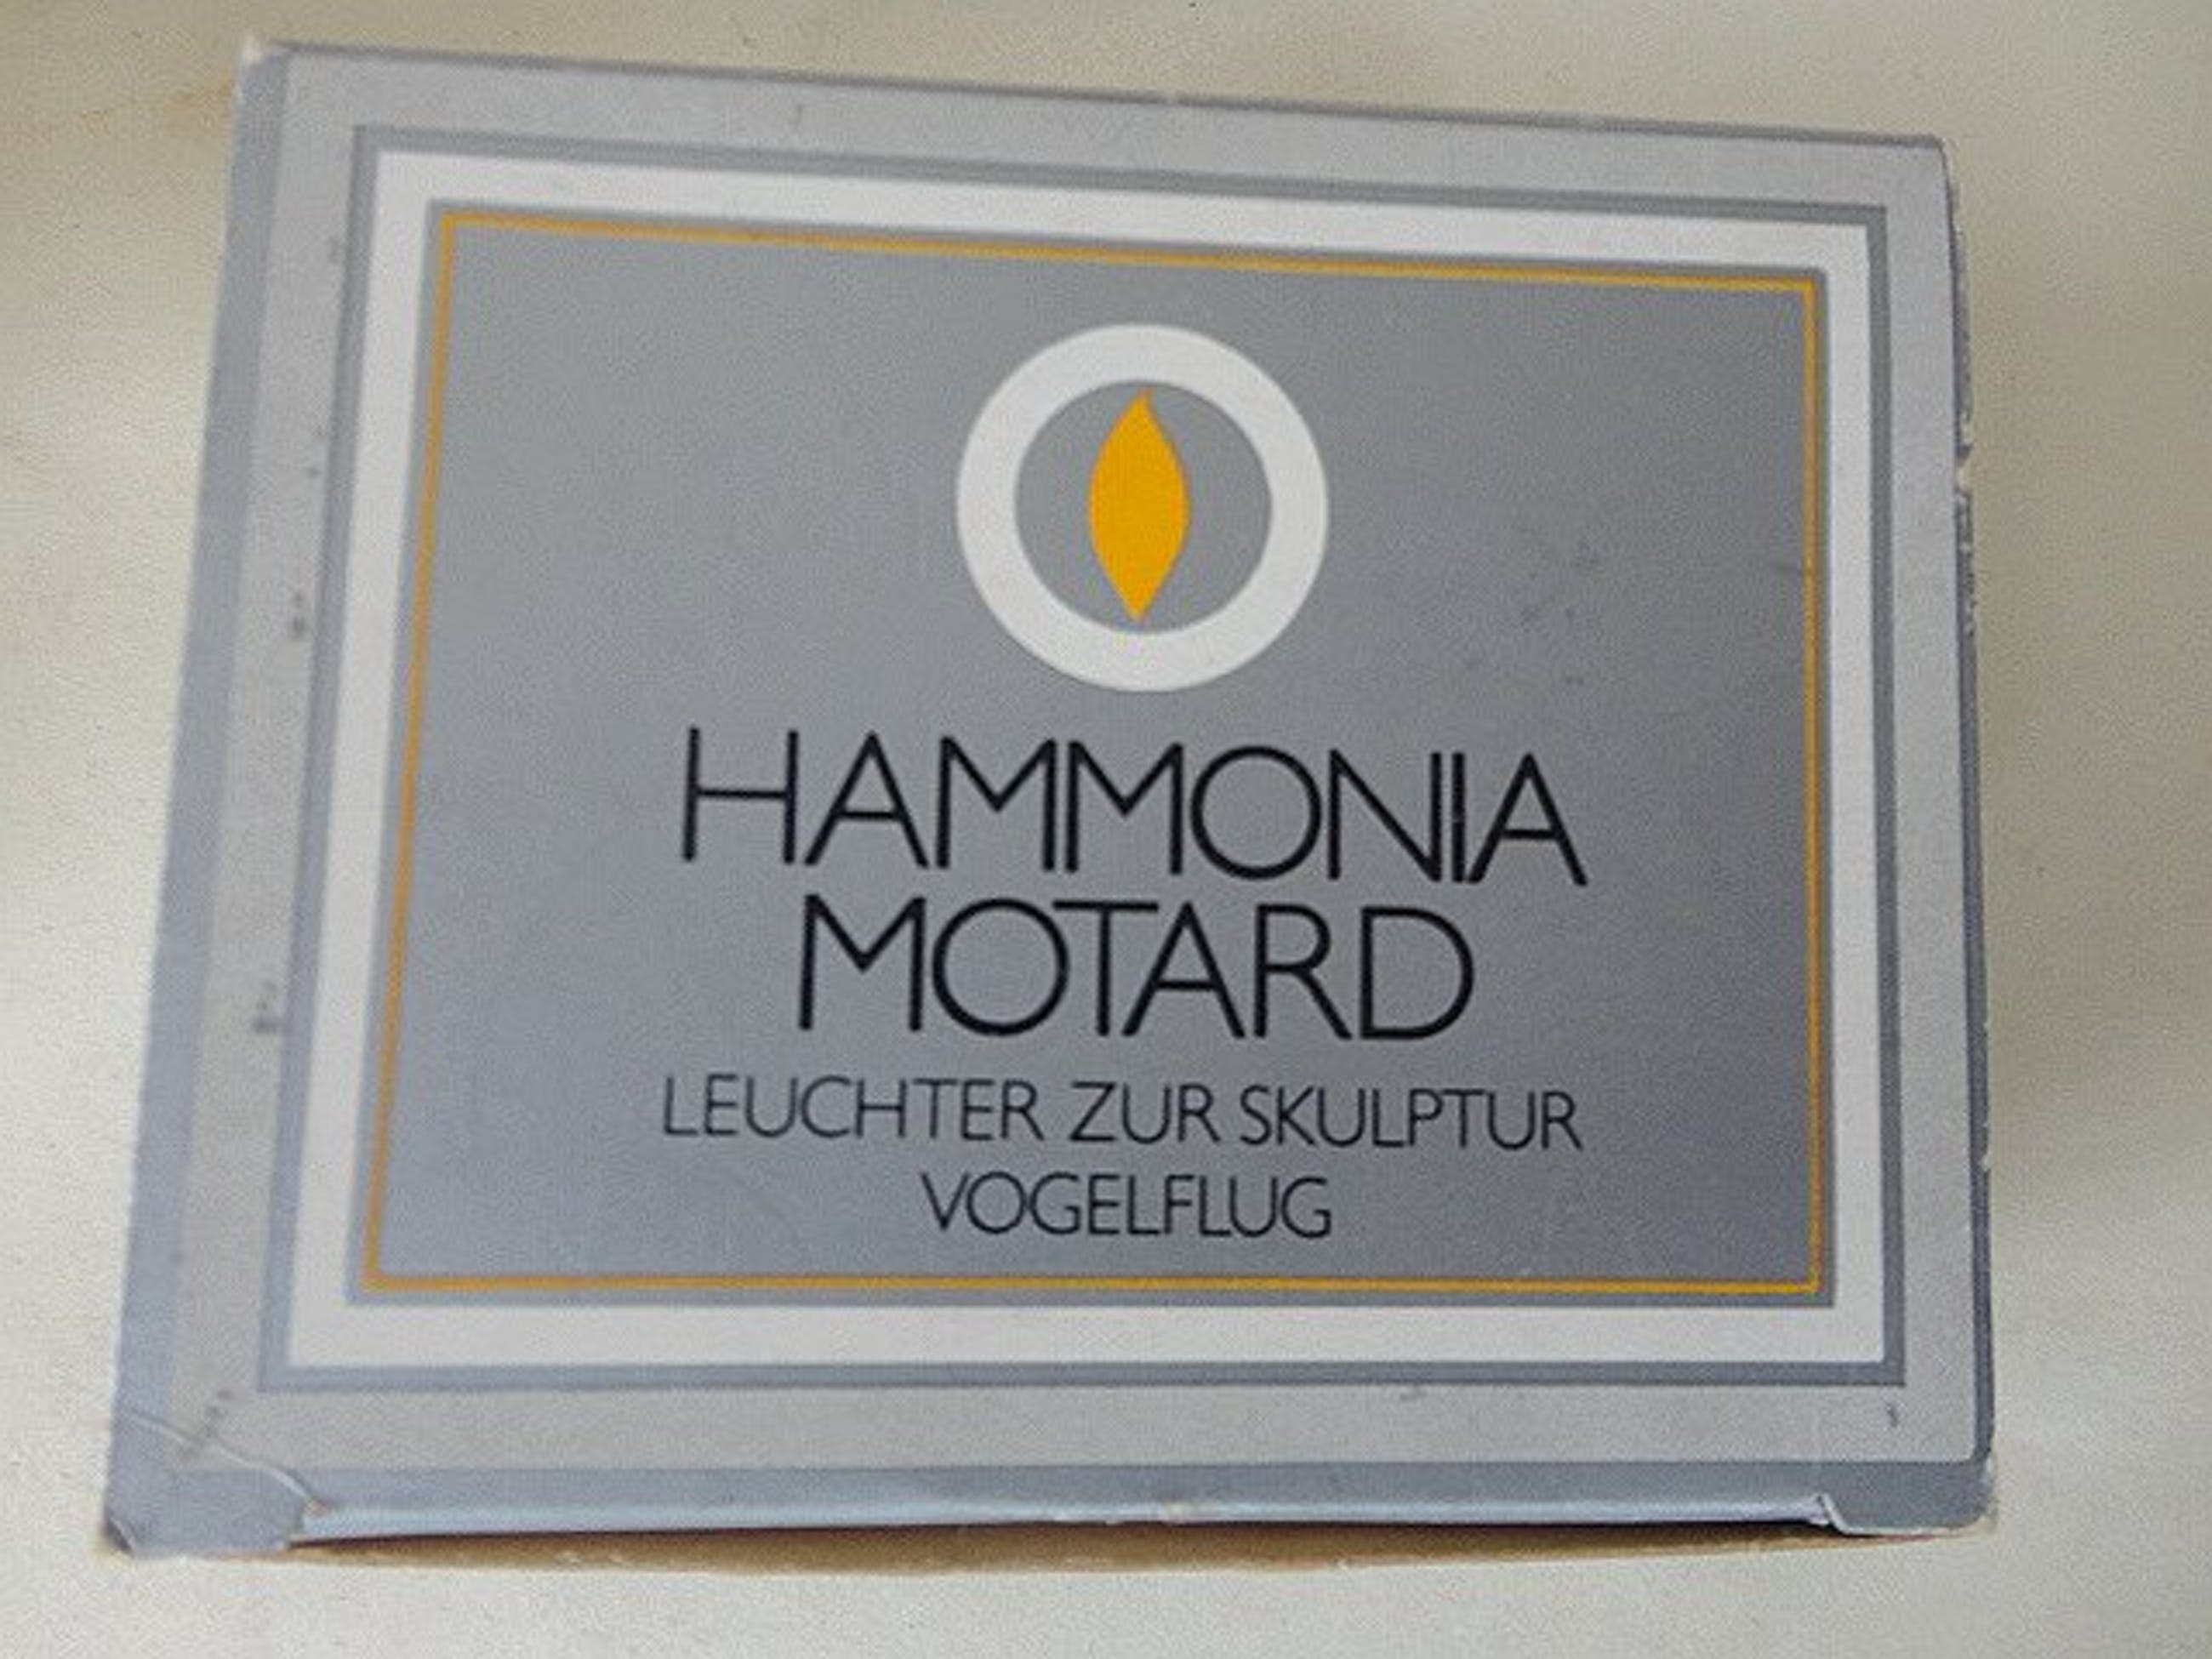 HAMMONIA
MOTARD
LEUCHTER ZUR SKULPTUR
VOGELFLUG